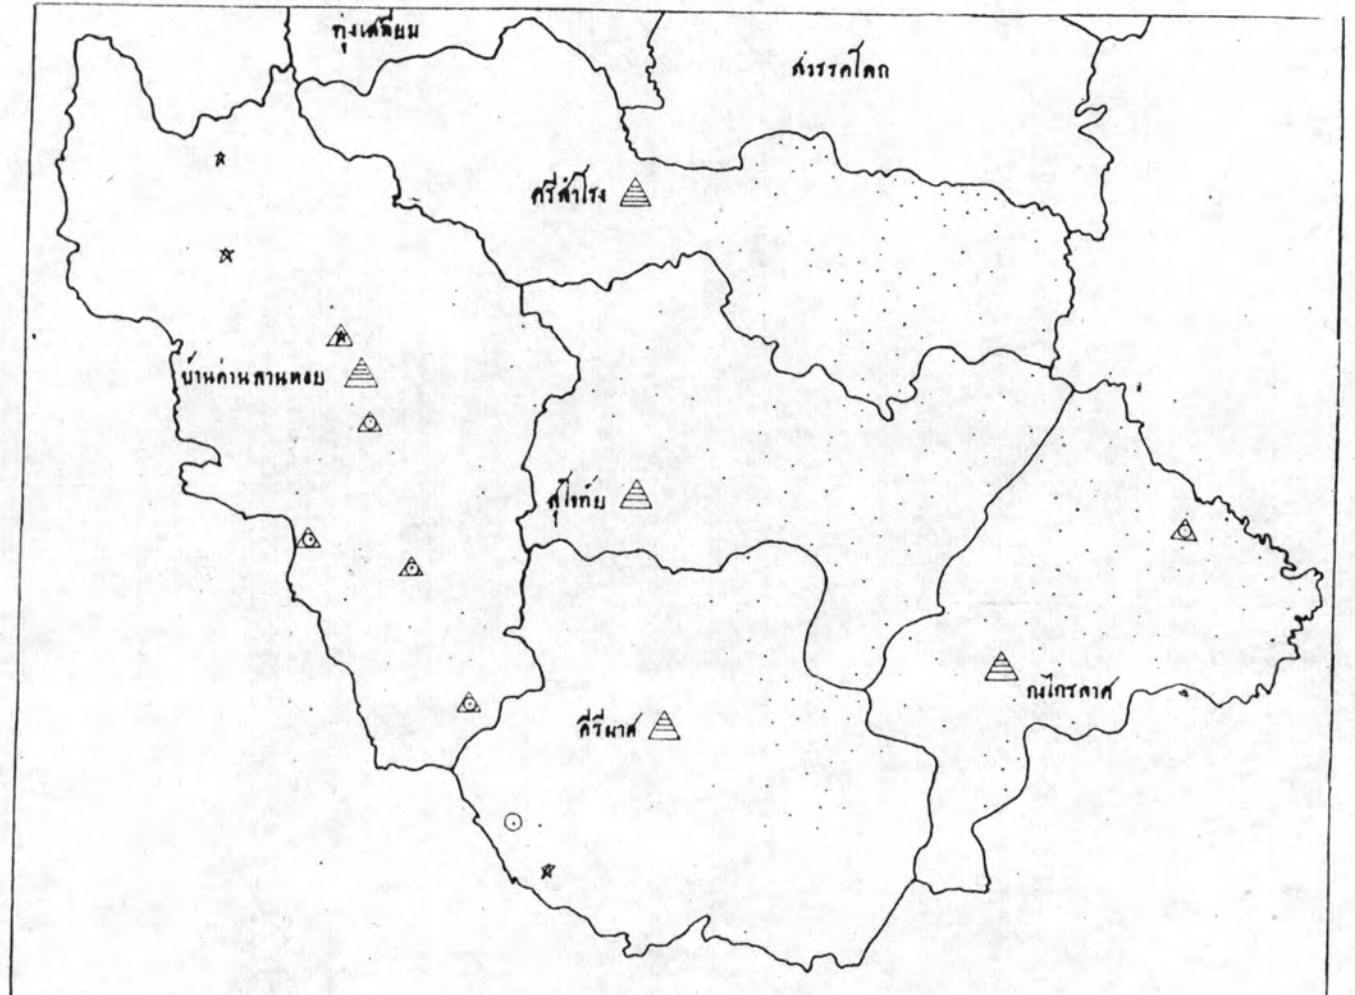 ทุ่งเสลี่ยม
สวรรคโลก
ศรีสำโรง
บ้านด่านลานหอย
สุโขทัย
กงไกรลาศ
คีรีมาศ